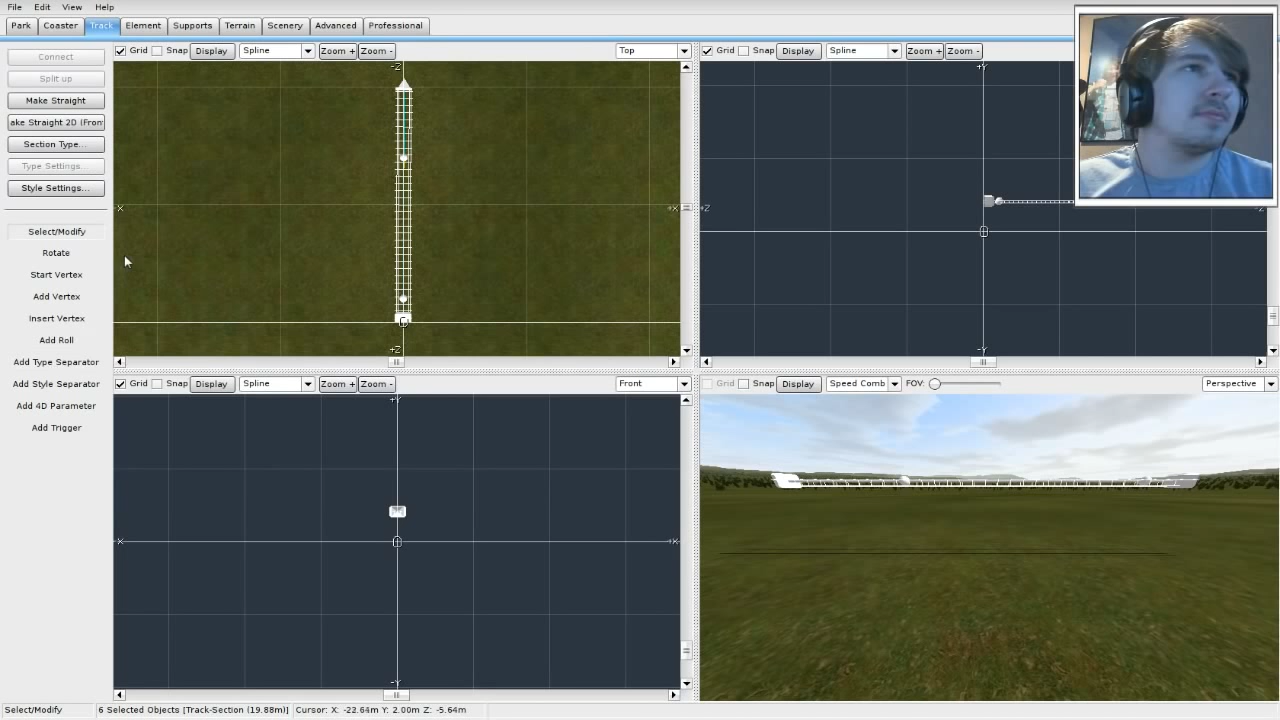 File Edit View Help
Park Coaster Track Element Supports Terrain Scenery Advanced Professional
Connect
Split up
Make Straight
ake Straight 2D (Fron
Section Type...
Type Settings...
Style Settings...
Select/Modify
Rotate
Start Vertex
Add Vertex
Insert Vertex
Add Roll
Add Type Separator
Add Style Separator
Add 4D Parameter
Add Trigger
Grid Snap Display Spline Zoom + Zoom - Top
-Z
-X +X
+Z
Grid Snap Display Spline Zoom + Zoom -
+Y
+Z
-Y
Grid Snap Display Spline Zoom + Zoom - Front
+Y
-X +X
-Y
Grid Snap Display Speed Comb FOV: Perspective
Select/Modify 6 Selected Objects [Track-Section (19.88m)] Cursor: X: -22.64m Y: 2.00m Z: -5.64m